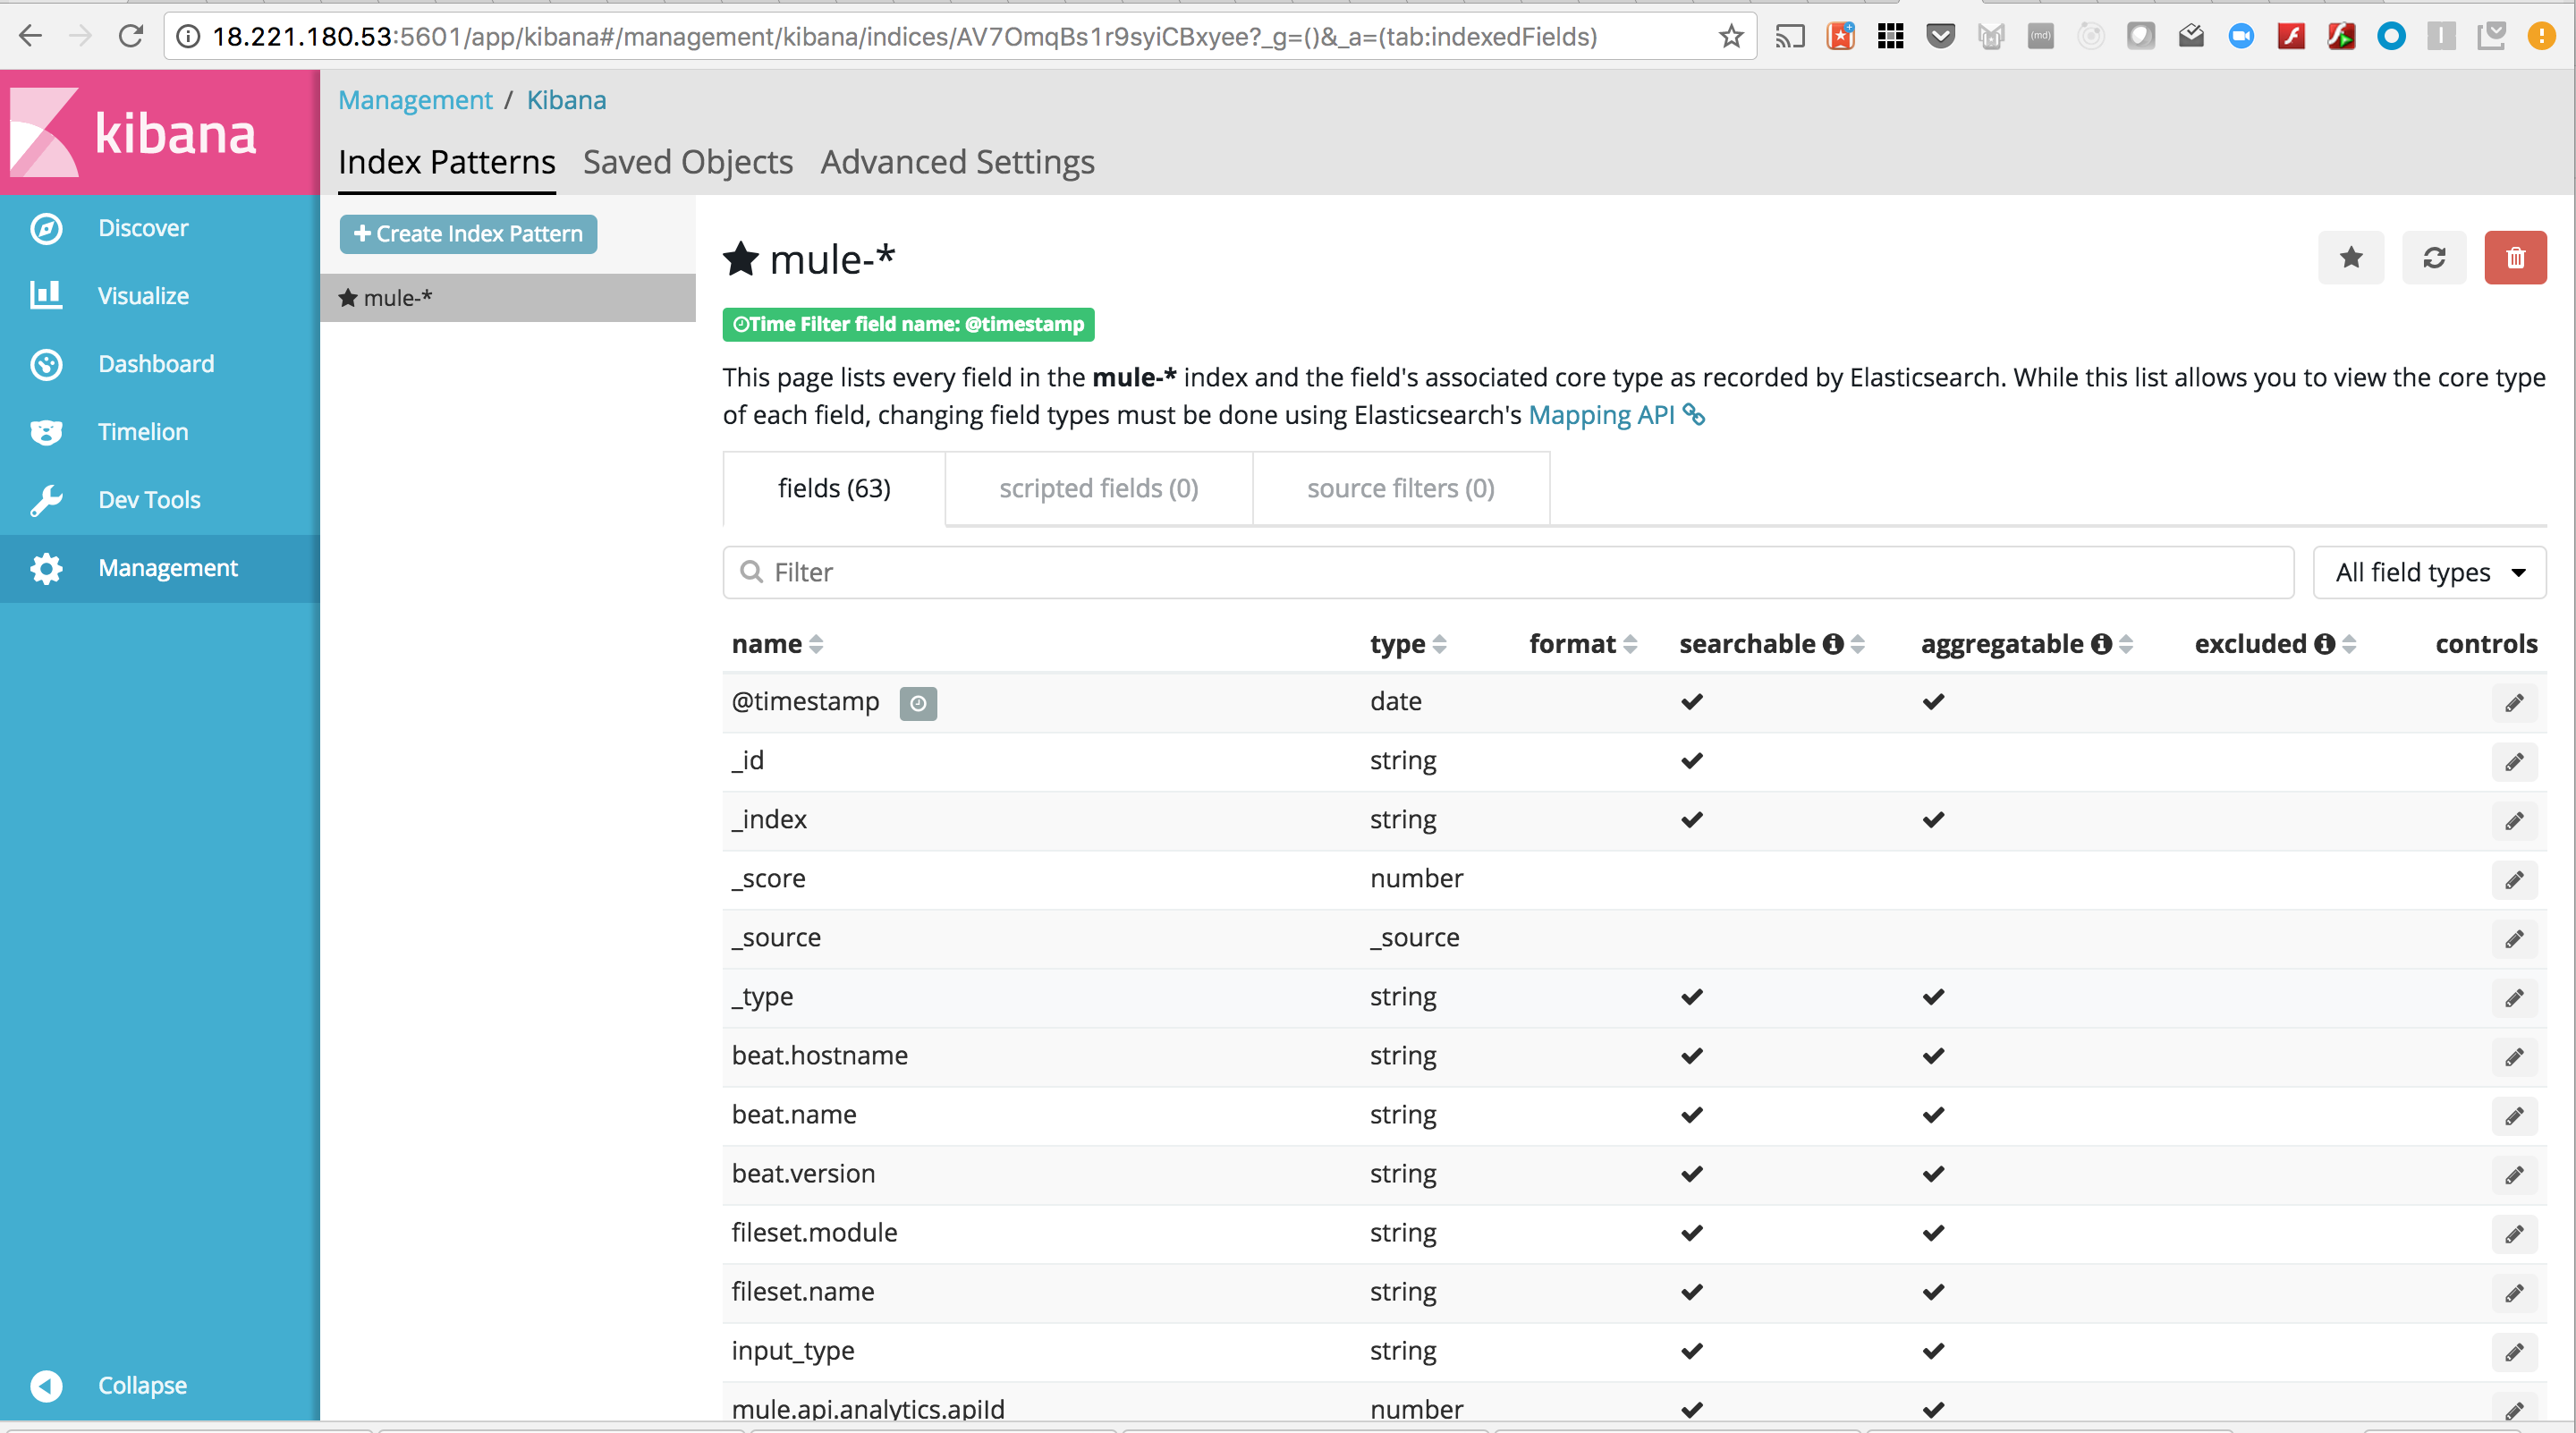 18.221.180.53:5601/app/kibana#/management/kibana/indices/AV7OmqBs1r9syiCBxyee?_g=()&_a=(tab:indexedFields)
kibana
Management / Kibana
Index Patterns Saved Objects Advanced Settings
Discover
Visualize
Dashboard
Timelion
Dev Tools
Management
Collapse
Create Index Pattern
mule-*
mule-*
Time Filter field name: @timestamp
This page lists every field in the mule-* index and the field's associated core type as recorded by Elasticsearch. While this list allows you to view the core type
of each field, changing field types must be done using Elasticsearch's Mapping API
fields (63) scripted fields (0) source filters (0)
Filter All field types
name type format searchable aggregatable excluded controls
@timestamp date
_id string
_index string
_score number
_source _source
_type string
beat.hostname string
beat.name string
beat.version string
fileset.module string
fileset.name string
input_type string
mule.api.analytics.apiId number